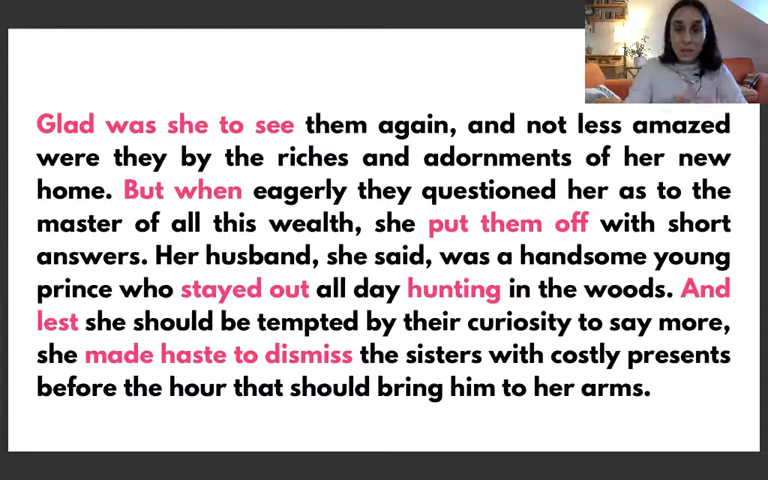 Glad was she to see them again, and not less amazed
were they by the riches and adornments of her new
home. But when eagerly they questioned her as to the
master of all this wealth, she put them off with short
answers. Her husband, she said, was a handsome young
prince who stayed out all day hunting in the woods. And
lest she should be tempted by their curiosity to say more,
she made haste to dismiss the sisters with costly presents
before the hour that should bring him to her arms.